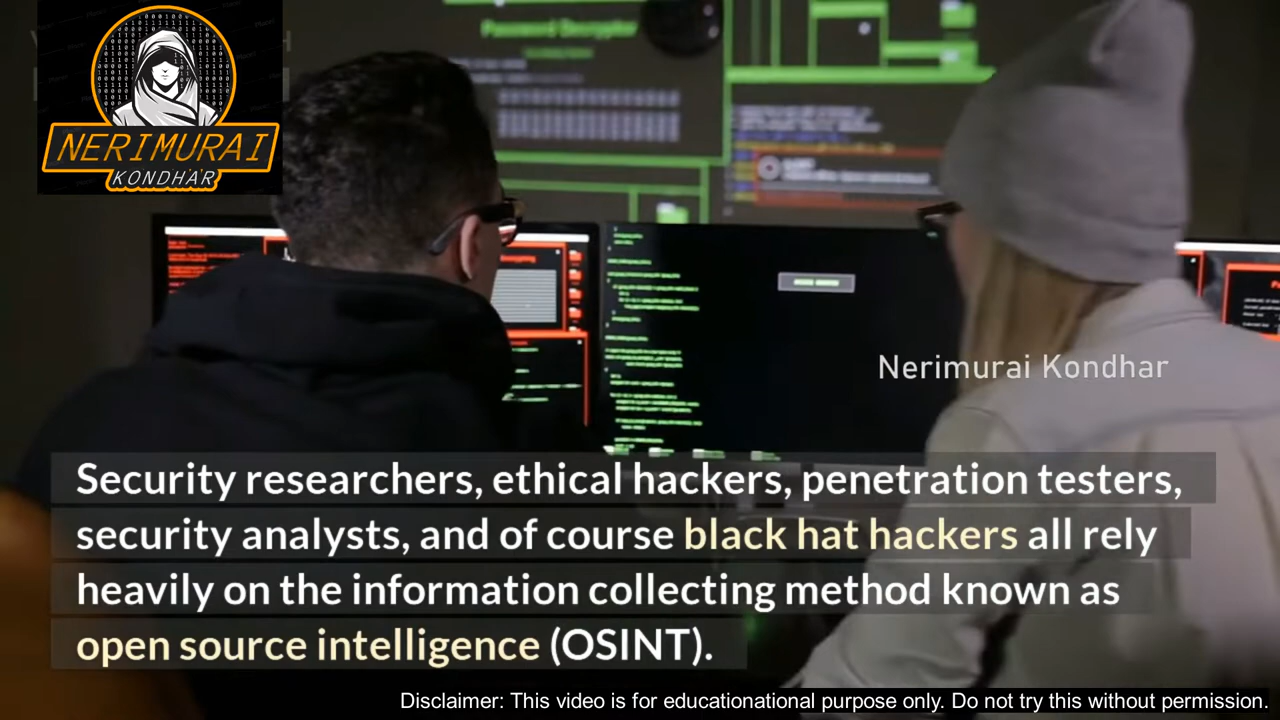 NERIMURAI
KONDHAR
Password Decrypter
Nerimurai Kondhar
Security researchers, ethical hackers, penetration testers,
security analysts, and of course black hat hackers all rely
heavily on the information collecting method known as
open source intelligence (OSINT).
Disclaimer: This video is for educationational purpose only. Do not try this without permission.